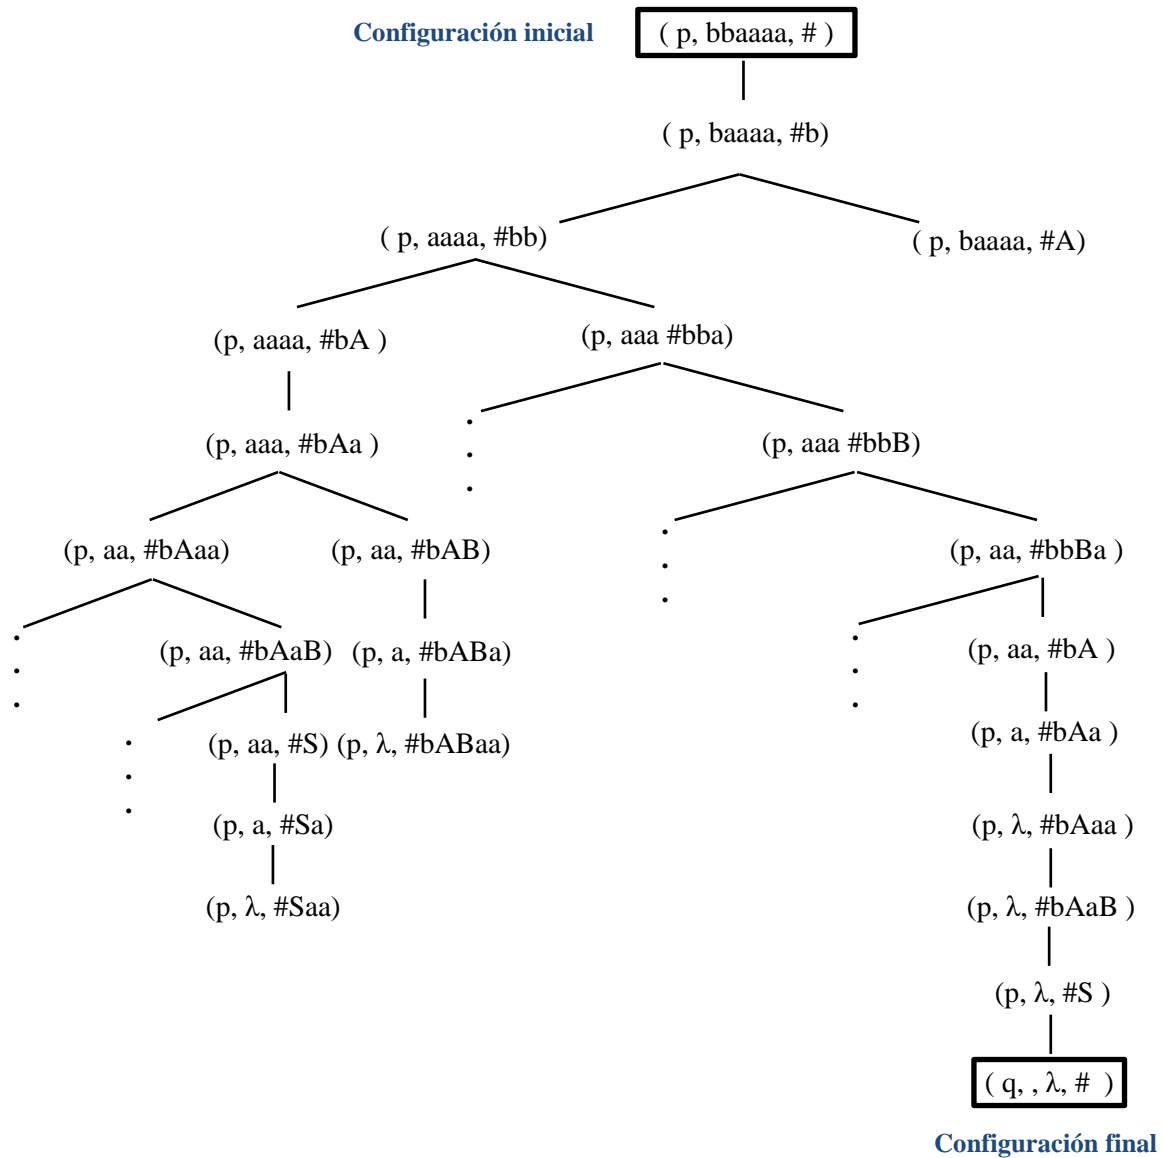 Configuración inicial ( p, bbaaaa, # )
( p, baaaa, #b)
( p, aaaa, #bb) ( p, baaaa, #A)
(p, aaaa, #bA ) (p, aaa #bba)
(p, aaa, #bAa ) (p, aaa #bbB)
(p, aa, #bAaa) (p, aa, #bAB) (p, aa, #bbBa )
(p, aa, #bAaB) (p, a, #bABa) (p, aa, #bA )
(p, aa, #S) (p, λ, #bABaa) (p, a, #bAa )
(p, a, #Sa) (p, λ, #bAaa )
(p, λ, #Saa) (p, λ, #bAaB )
(p, λ, #S )
( q, , λ, # )
Configuración final